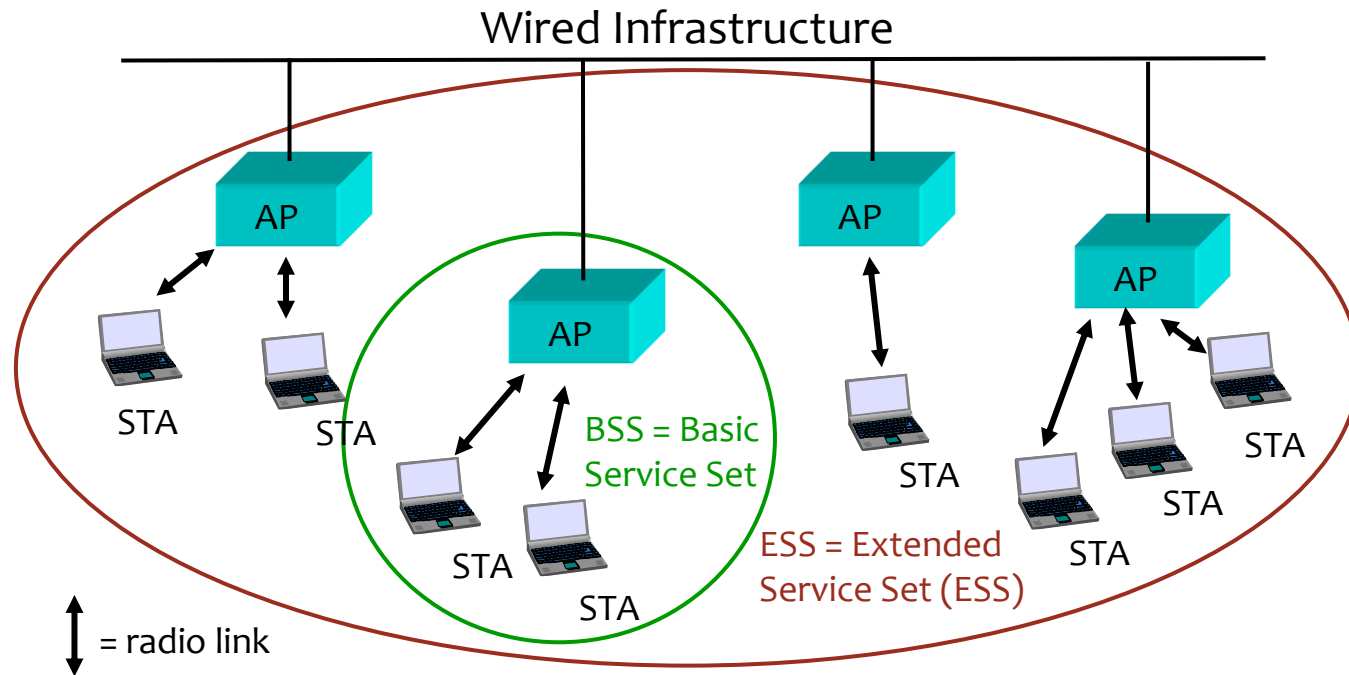 Wired Infrastructure
AP
AP
AP
AP
STA
STA
BSS = Basic
Service Set
STA
STA
STA
STA
STA
STA
ESS = Extended
Service Set (ESS)
= radio link